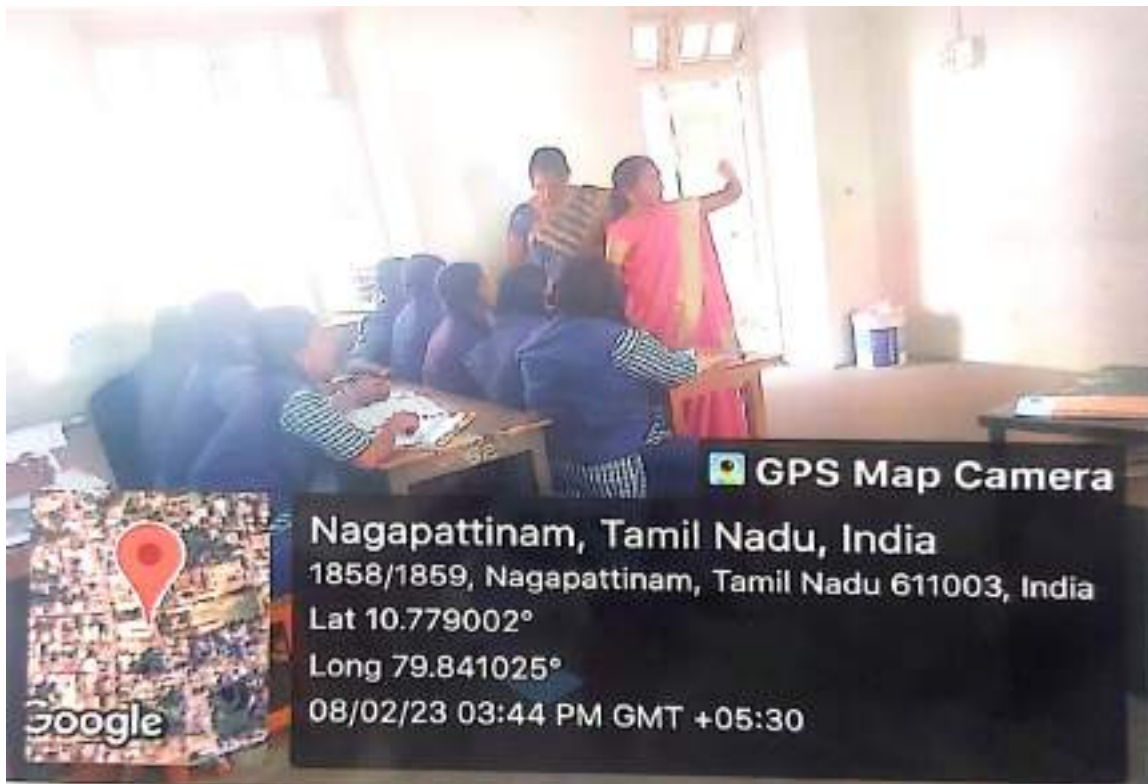 GPS Map Camera
Nagapattinam, Tamil Nadu, India
1858/1859, Nagapattinam, Tamil Nadu 611003, India
Lat 10.779002°
Long 79.841025°
08/02/23 03:44 PM GMT +05:30
Google